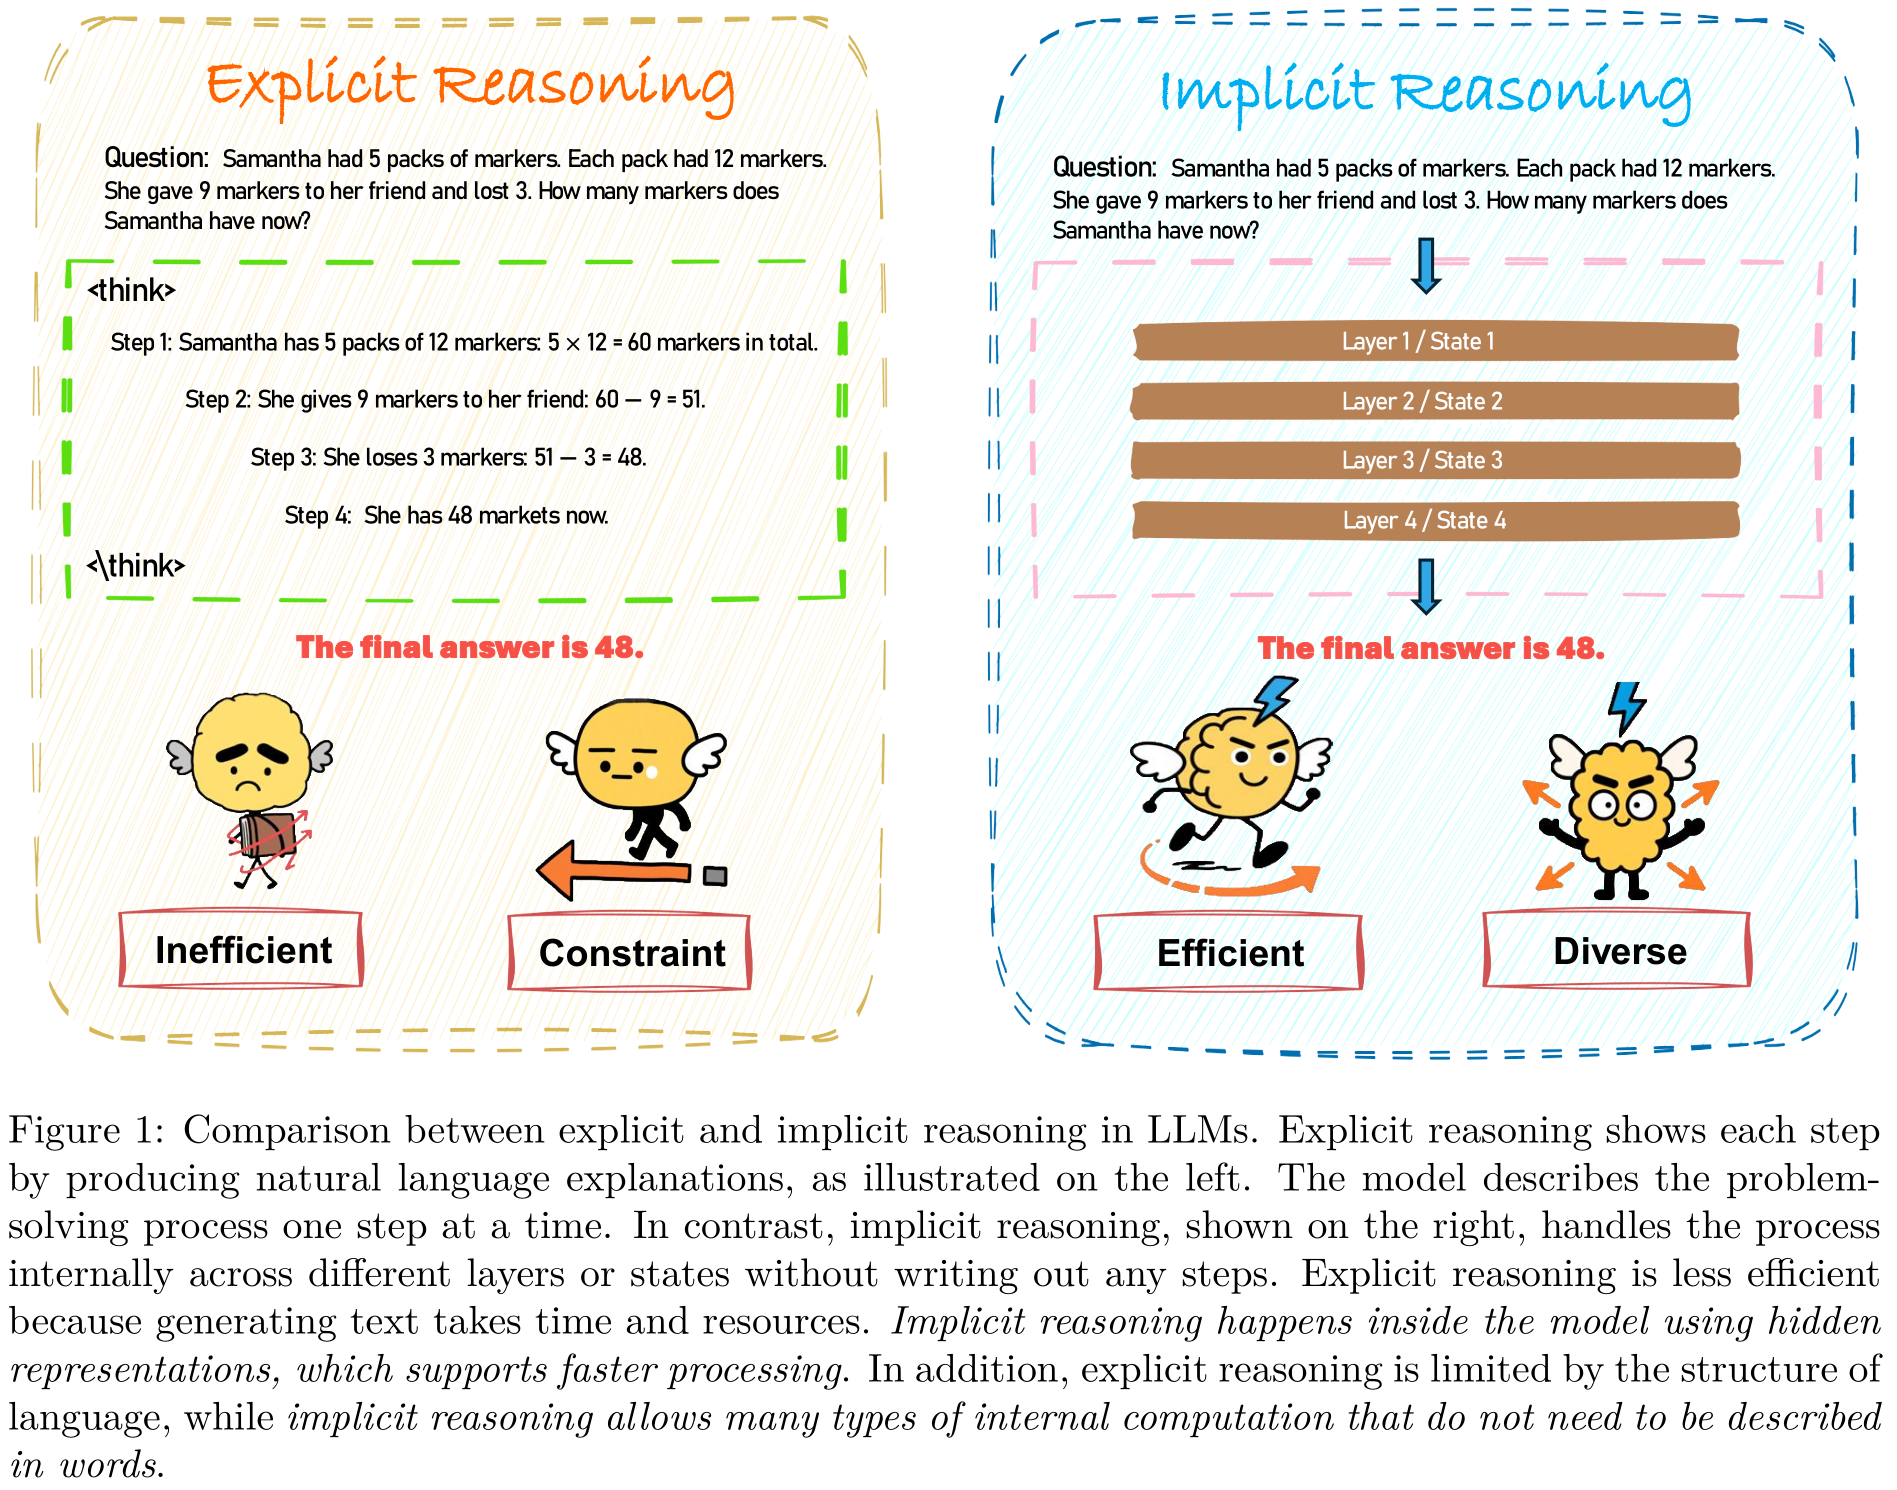 Explicit Reasoning
Question: Samantha had 5 packs of markers. Each pack had 12 markers.
She gave 9 markers to her friend and lost 3. How many markers does
Samantha have now?
<think>
Step 1: Samantha has 5 packs of 12 markers: 5 × 12 = 60 markers in total.
Step 2: She gives 9 markers to her friend: 60 – 9 = 51.
Step 3: She loses 3 markers: 51 – 3 = 48.
Step 4: She has 48 markets now.
<\think>
The final answer is 48.
Inefficient
Constraint
Implicit Reasoning
Question: Samantha had 5 packs of markers. Each pack had 12 markers.
She gave 9 markers to her friend and lost 3. How many markers does
Samantha have now?
Layer 1 / State 1
Layer 2 / State 2
Layer 3 / State 3
Layer 4 / State 4
The final answer is 48.
Efficient
Diverse
Figure 1: Comparison between explicit and implicit reasoning in LLMs. Explicit reasoning shows each step
by producing natural language explanations, as illustrated on the left. The model describes the problem-
solving process one step at a time. In contrast, implicit reasoning, shown on the right, handles the process
internally across different layers or states without writing out any steps. Explicit reasoning is less efficient
because generating text takes time and resources. Implicit reasoning happens inside the model using hidden
representations, which supports faster processing. In addition, explicit reasoning is limited by the structure of
language, while implicit reasoning allows many types of internal computation that do not need to be described
in words.